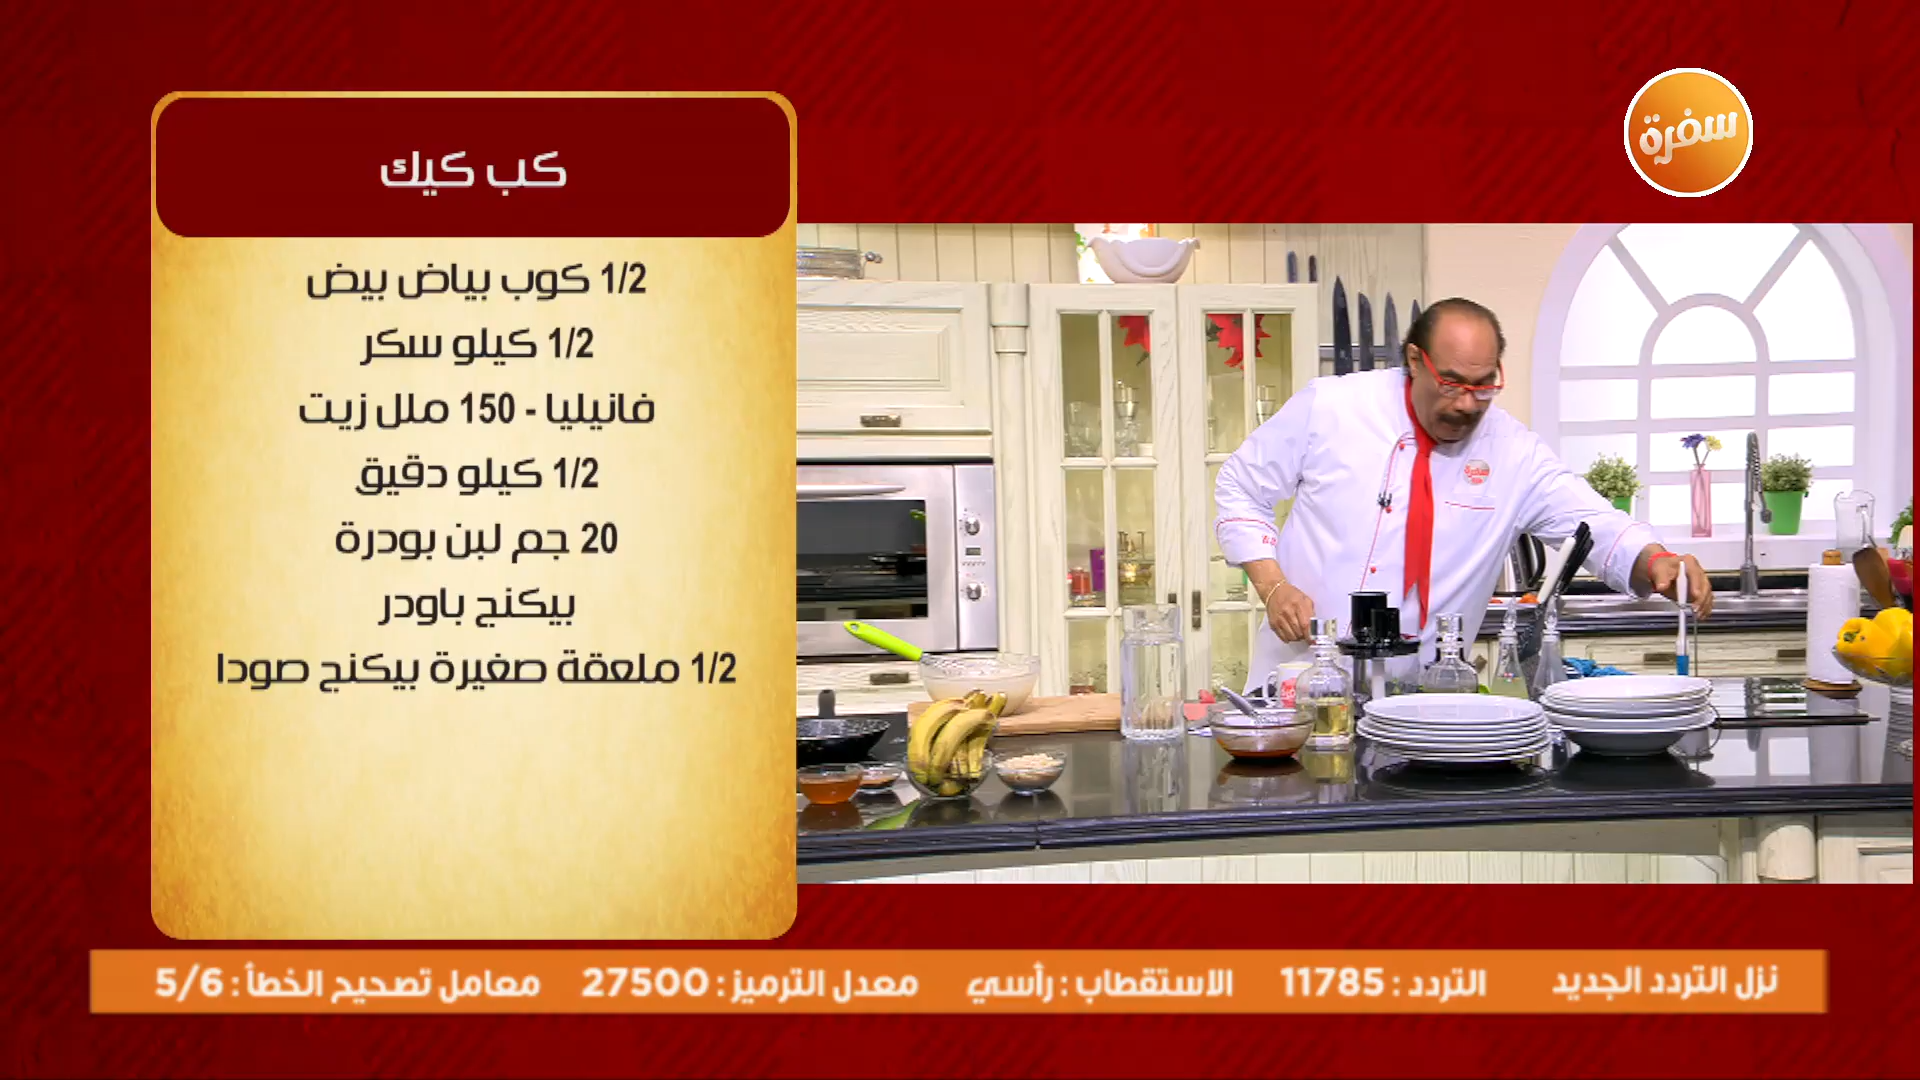 سفرة
كب كيك
1/2 كوب بياض بيض
1/2 كيلو سكر
فانيليا - 150 ملل زيت
1/2 كيلو دقيق
20 جم لبن بودرة
بيكنج باودر
1/2 ملعقة صغيرة بيكنج صودا
نزل التردد الجديد التردد : 11785 الاستقطاب : رأسي معدل الترميز : 27500 معامل تصحيح الخطأ : 5/6